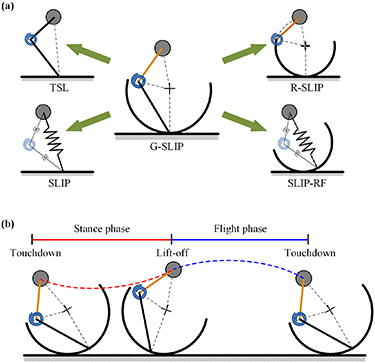 (a)
TSL
R-SLIP
G-SLIP
SLIP
SLIP-RF
(b)
Stance phase
Flight phase
Touchdown
Lift-off
Touchdown